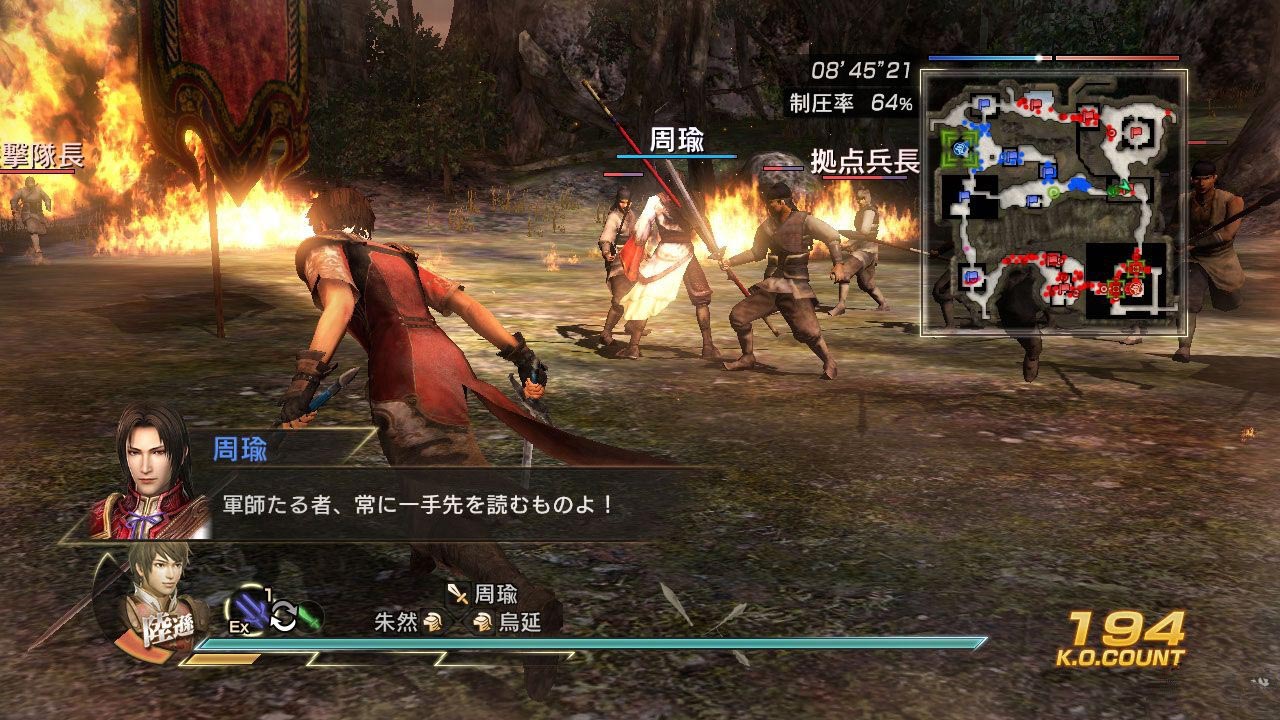 08'45"21
制圧率 64%
周瑜
拠点兵長
撃隊長
周瑜
軍師たる者、常に一手先を読むものよ！
陸遜
1
Ex
周瑜
朱然
烏延
194
K.O.COUNT